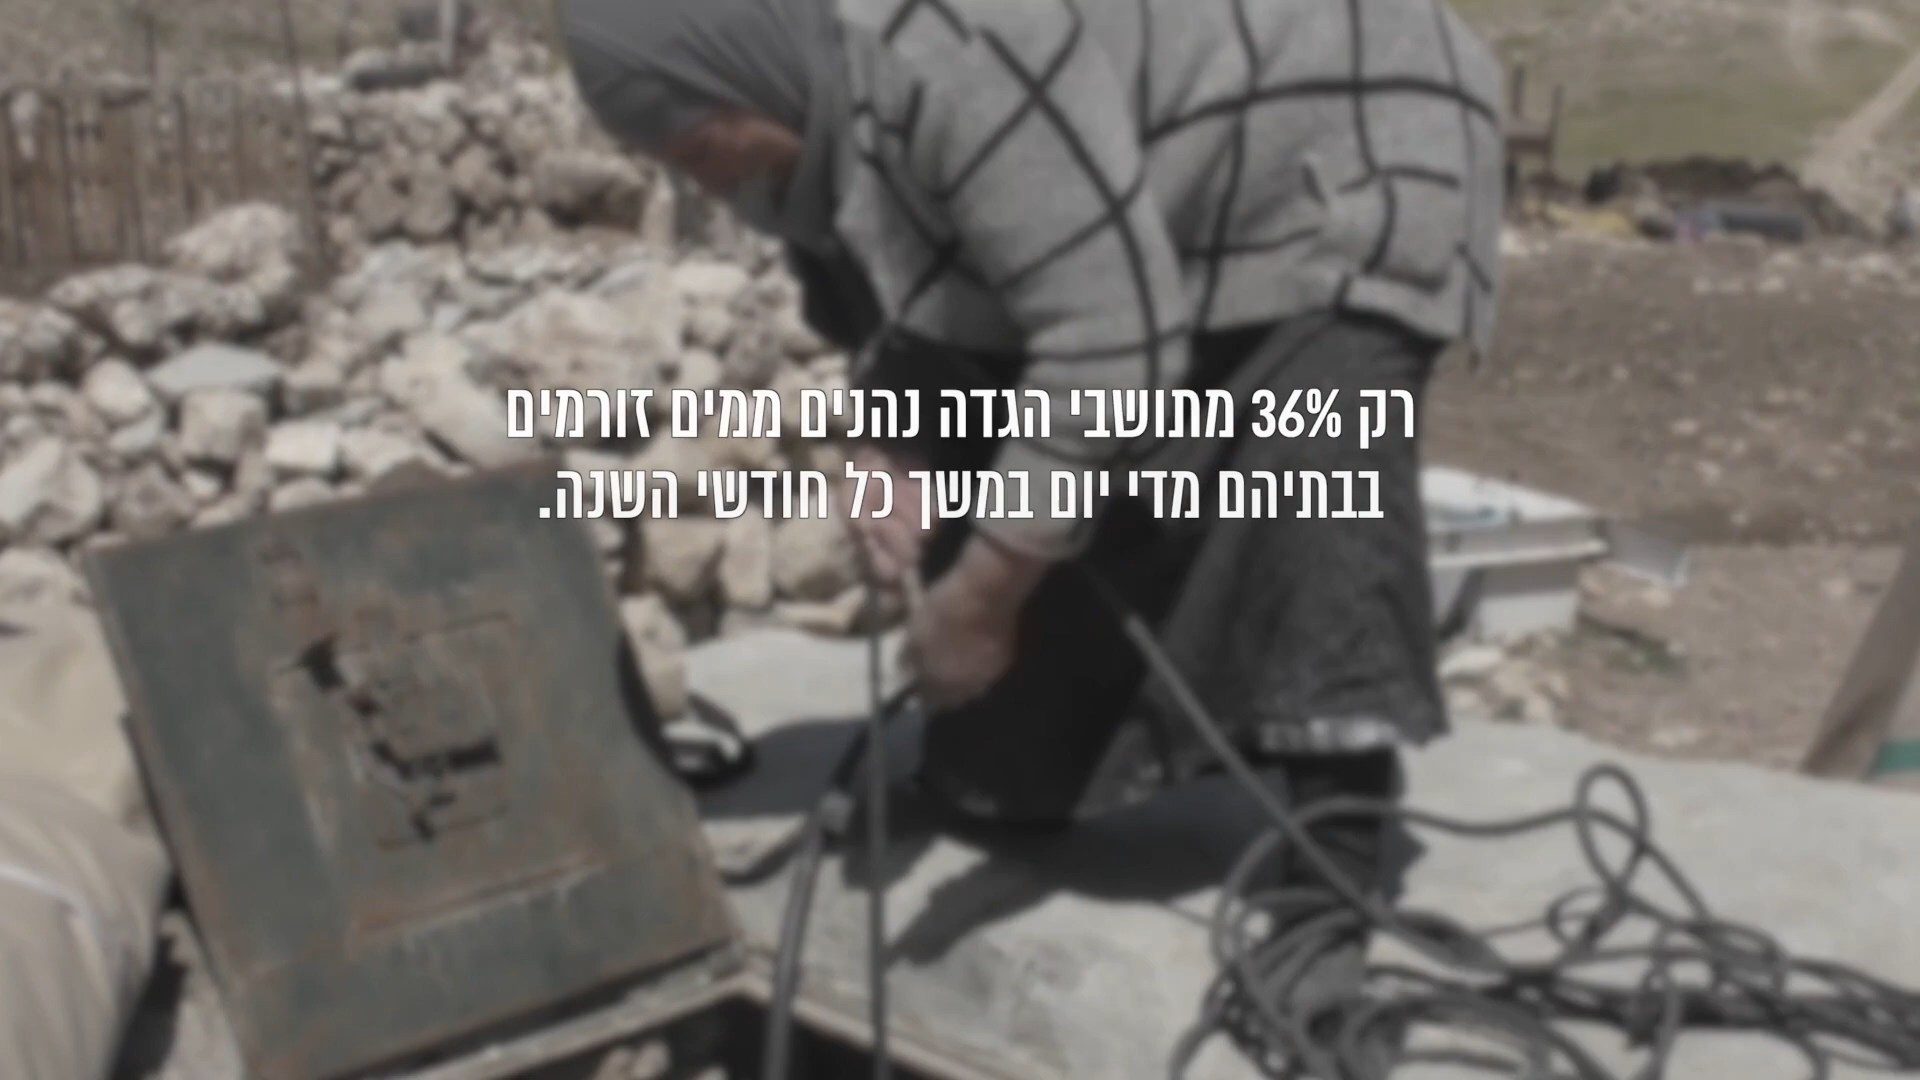 רק 36% מתושבי הגדה נהנים ממים זורמים
בבתיהם מדי יום במשך כל חודשי השנה.